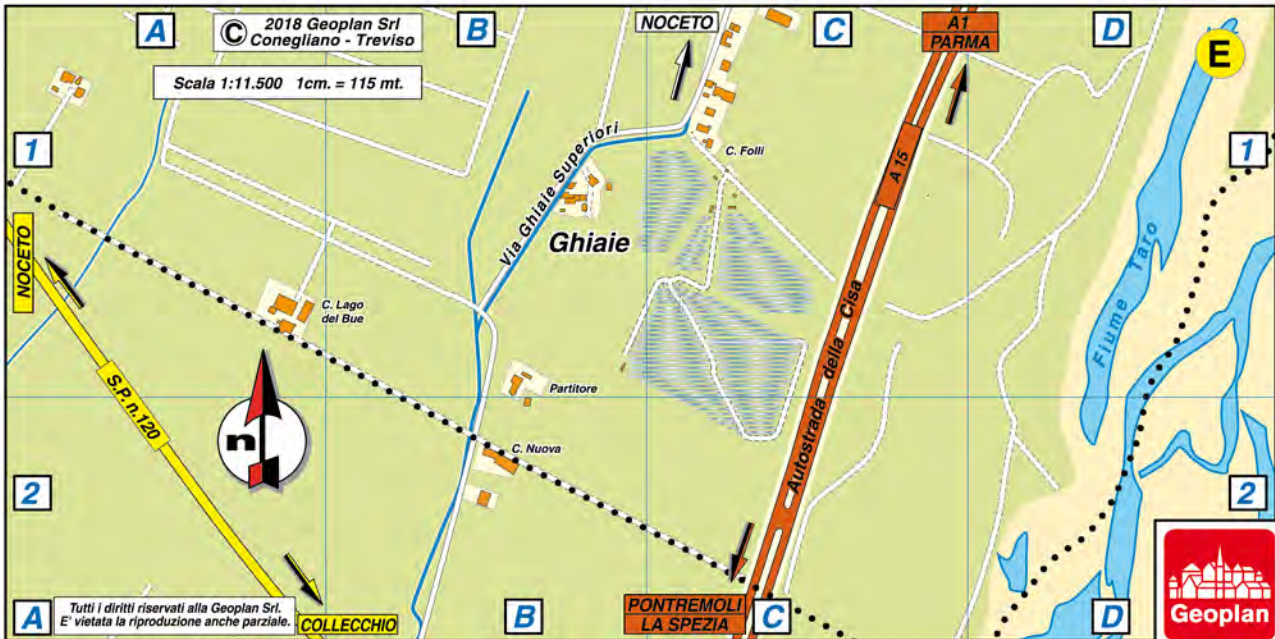 A
© 2018 Geoplan Srl
Conegliano - Treviso
B
NOCETO
C
A1
PARMA
D
E
Scala 1:11.500 1cm. = 115 mt.
1
1
Via Ghiaie Superiori
C. Folli
A 15
Ghiaie
NOCETO
C. Lago
del Bue
Fiume Taro
Autostrada della Cisa
S.P. n.120
Partitore
n
C. Nuova
2
2
A
Tutti i diritti riservati alla Geoplan Srl.
E' vietata la riproduzione anche parziale.
COLLECCHIO
B
PONTREMOLI
LA SPEZIA
C
D
Geoplan